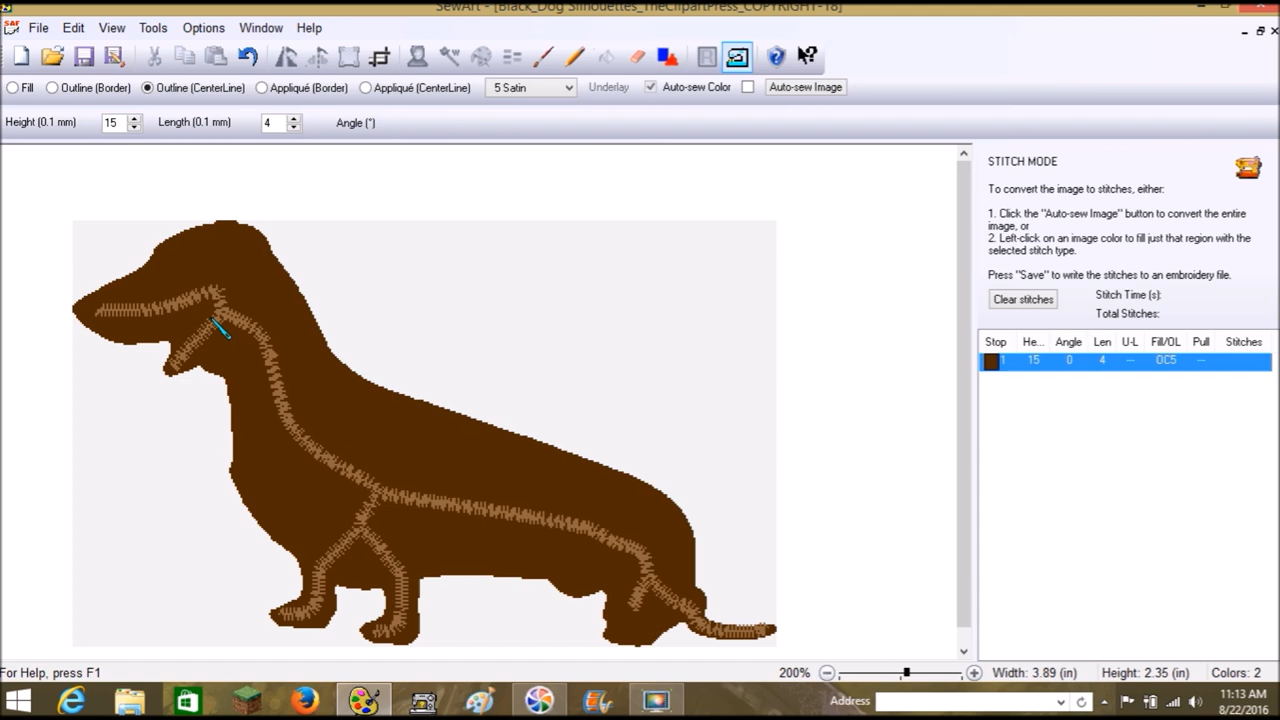 SewArt - [Black_Dog Silhouettes_TheClipartPress_COPYRIGHT-18]
File Edit View Tools Options Window Help
Fill Outline (Border) Outline (CenterLine) Appliqué (Border) Appliqué (CenterLine) 5 Satin Underlay Auto-sew Color Auto-sew Image
Height (0.1 mm) 15 Length (0.1 mm) 4 Angle (°)
STITCH MODE
To convert the image to stitches, either:
1. Click the "Auto-sew Image" button to convert the entire
image, or
2. Left-click on an image color to fill just that region with the
selected stitch type.
Press "Save" to write the stitches to an embroidery file.
Clear stitches
Stitch Time (s):
Total Stitches:
Stop He... Angle Len U-L Fill/OL Pull Stitches
1 15 0 4 --- OC5 ---
For Help, press F1
200% Width: 3.89 (in) Height: 2.35 (in) Colors: 2
Address
11:13 AM
8/22/2016